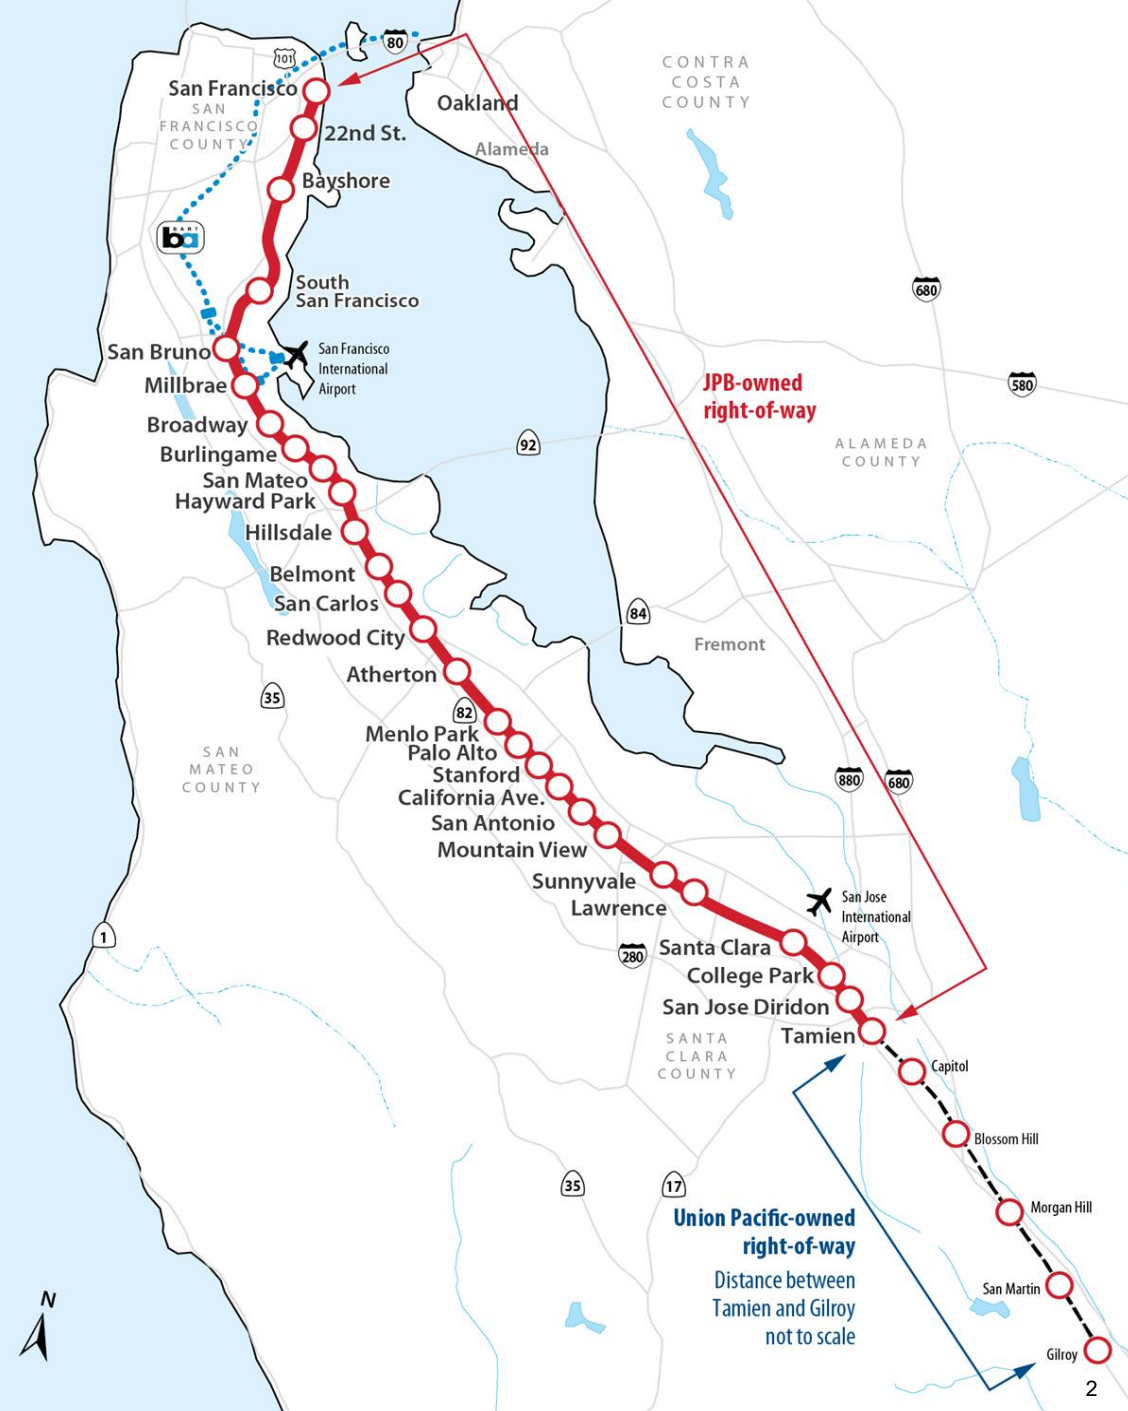 80
101
CONTRA
COSTA
COUNTY
San Francisco
SAN
FRANCISCO
COUNTY
Oakland
22nd St.
Alameda
Bayshore
BART
ba
South
San Francisco
680
San Bruno
San Francisco
International
Airport
Millbrae
JPB-owned
right-of-way
580
Broadway
92
ALAMEDA
COUNTY
Burlingame
San Mateo
Hayward Park
Hillsdale
Belmont
San Carlos
84
Redwood City
Fremont
Atherton
35
82
Menlo Park
Palo Alto
SAN
MATEO
COUNTY
Stanford
880
680
California Ave.
San Antonio
Mountain View
Sunnyvale
Lawrence
San Jose
International
Airport
1
280
Santa Clara
College Park
San Jose Diridon
Tamien
SANTA
CLARA
COUNTY
Capitol
Blossom Hill
35
17
Morgan Hill
Union Pacific-owned
right-of-way
Distance between
Tamien and Gilroy
not to scale
San Martin
N
Gilroy
2